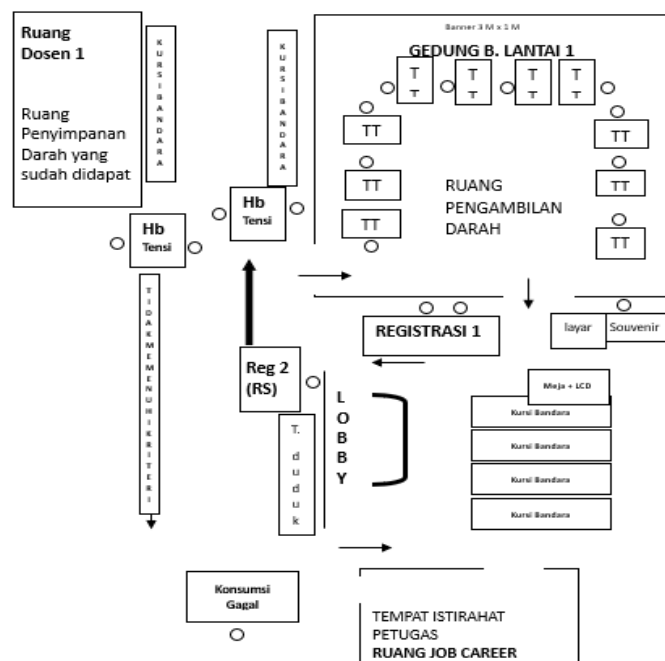 Ruang
Dosen 1
Ruang
Penyimpanan
Darah yang
sudah didapat
KURSI BANDARA
KURSI BANDARA
Banner 3 M x 1 M
GEDUNG B. LANTAI 1
T
T
T
T
T
T
T
T
TT
TT
TT
TT
TT
TT
RUANG
PENGAMBILAN
DARAH
Hb
Tensi
Hb
Tensi
TIDAK MEMENUHI KRITERI
REGISTRASI 1
layar
Souvenir
Reg 2
(RS)
T. duduk
LOBBY
Meja + LCD
Kursi Bandara
Kursi Bandara
Kursi Bandara
Kursi Bandara
Konsumsi
Gagal
TEMPAT ISTIRAHAT
PETUGAS
RUANG JOB CAREER